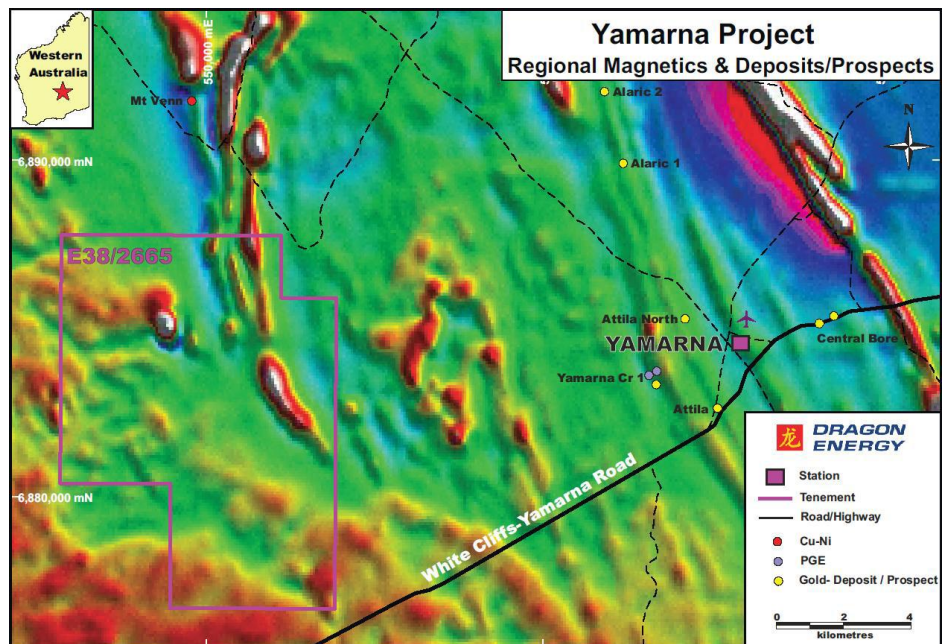 Yamarna Project
Regional Magnetics & Deposits/Prospects
Western
Australia
550,000 mE
Mt Venn
Alaric 2
N
6,890,000 mN
Alaric 1
E38/2665
Attila North
YAMARNA
Central Bore
Yamarna Cr 1
Attila
6,880,000 mN
White Cliffs-Yamarna Road
龙 DRAGON
ENERGY
Station
Tenement
Road/Highway
Cu-Ni
PGE
Gold- Deposit / Prospect
0 2 4
kilometres